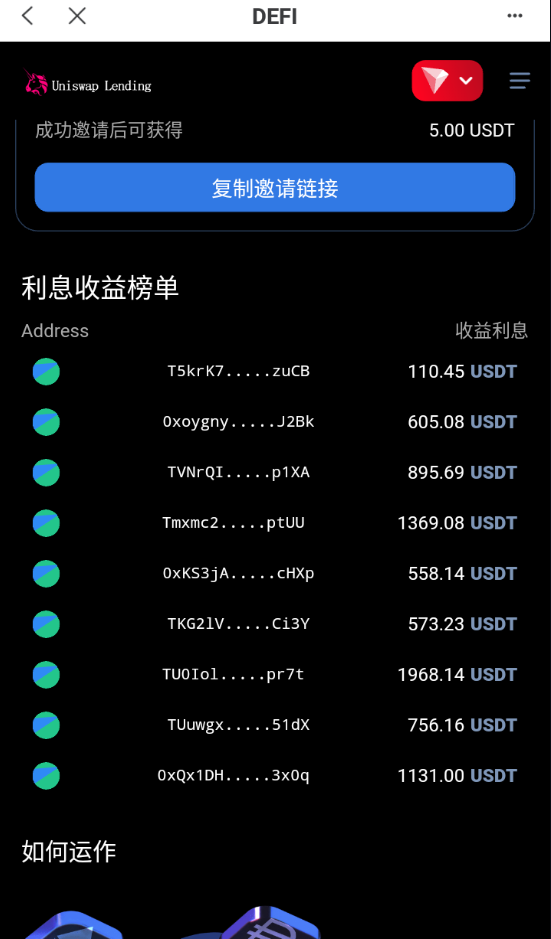 DEFI
Uniswap Lending
成功邀请后可获得 5.00 USDT
复制邀请链接
利息收益榜单
Address 收益利息
T5krK7.....zuCB 110.45 USDT
0xoygny.....J2Bk 605.08 USDT
TVNrQI.....p1XA 895.69 USDT
Tmxmc2.....ptUU 1369.08 USDT
0xKS3jA.....cHXp 558.14 USDT
TKG2lV.....Ci3Y 573.23 USDT
TU0Iol.....pr7t 1968.14 USDT
TUuwgx.....51dX 756.16 USDT
0xQx1DH.....3x0q 1131.00 USDT
如何运作